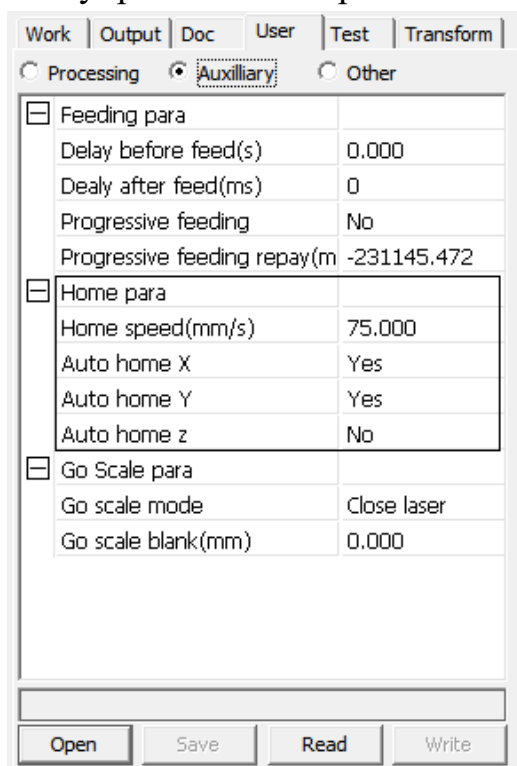 Work Output Doc User Test Transform
Processing Auxilliary Other
Feeding para
Delay before feed(s) 0.000
Dealy after feed(ms) 0
Progressive feeding No
Progressive feeding repay(m -231145.472
Home para
Home speed(mm/s) 75.000
Auto home X Yes
Auto home Y Yes
Auto home z No
Go Scale para
Go scale mode Close laser
Go scale blank(mm) 0.000
Open Save Read Write